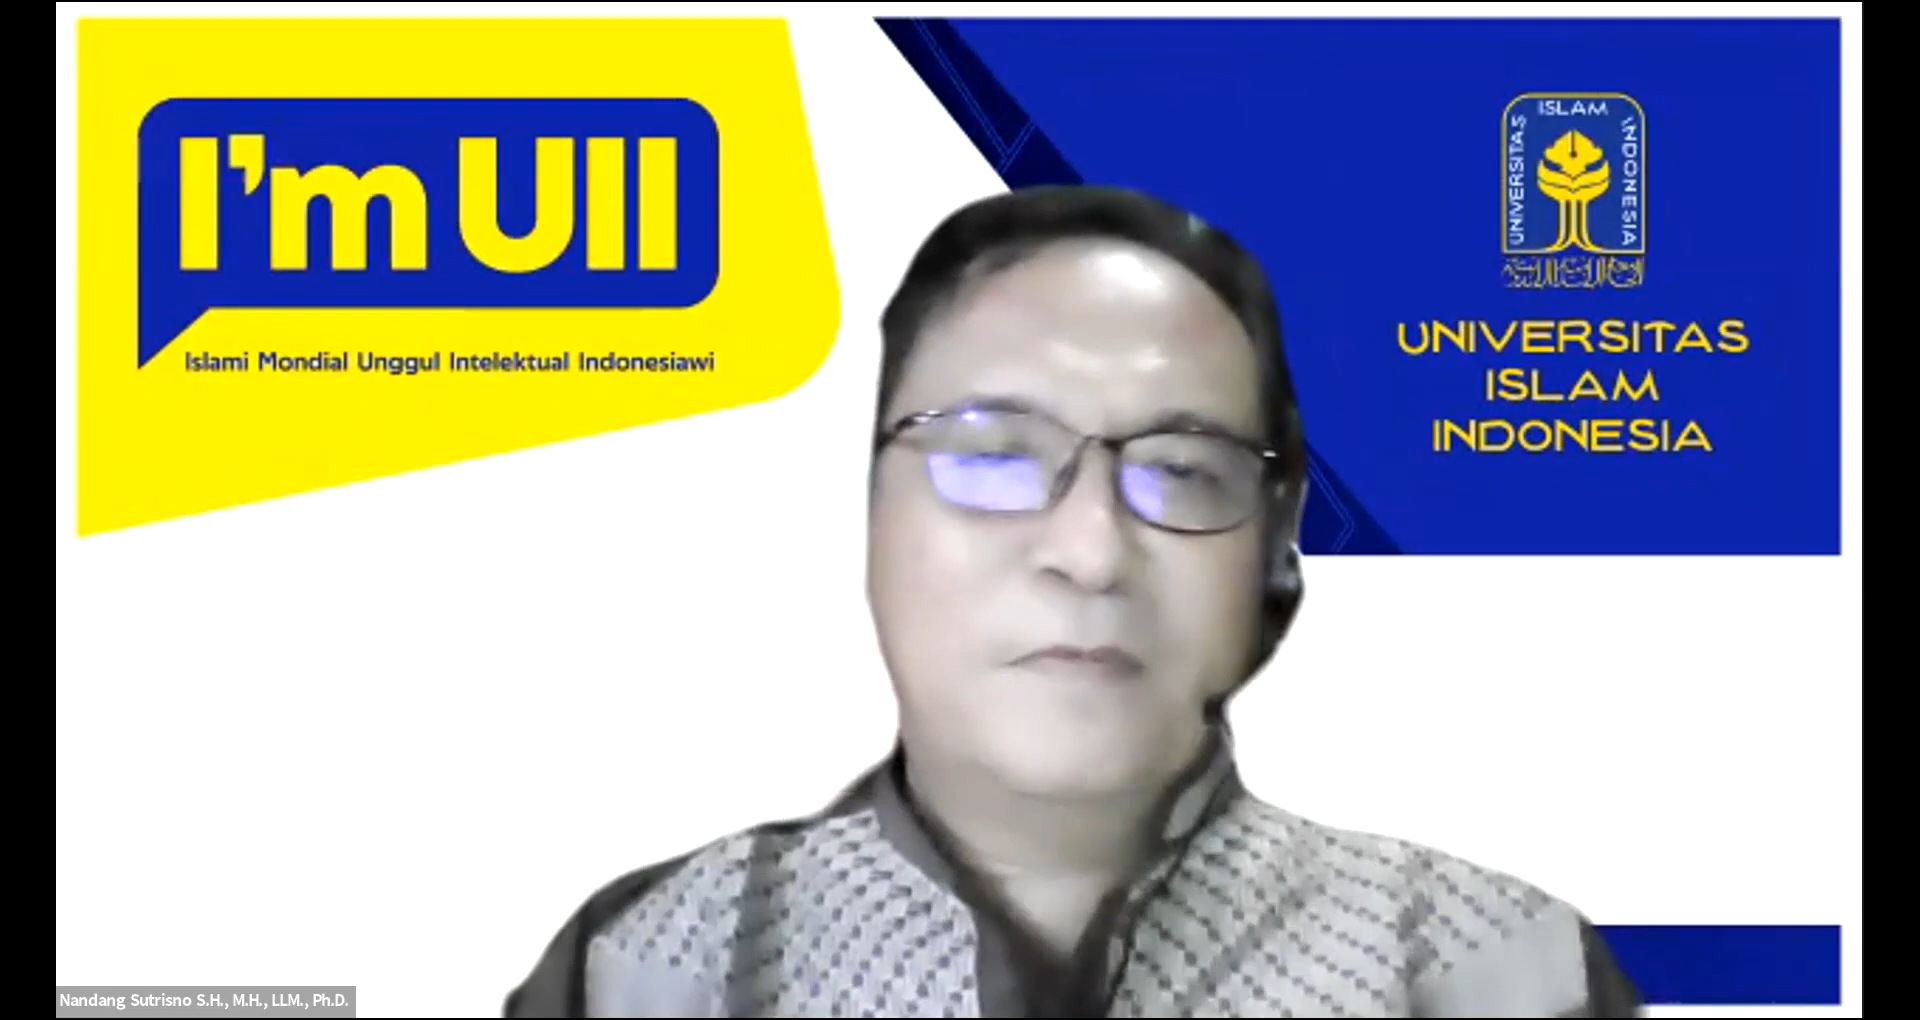 I'm UII
Islami Mondial Unggul Intelektual Indonesiawi
UNIVERSITAS ISLAM INDONESIA
UNIVERSITAS
ISLAM
INDONESIA
Nandang Sutrisno S.H., M.H., LLM., Ph.D.